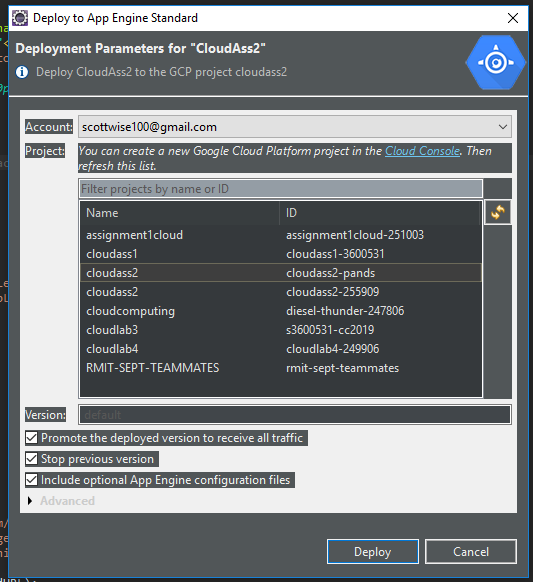 Deploy to App Engine Standard
Deployment Parameters for "CloudAss2"
Deploy CloudAss2 to the GCP project cloudass2
Account: scottwise100@gmail.com
Project: You can create a new Google Cloud Platform project in the Cloud Console. Then
refresh this list.
Filter projects by name or ID
Name ID
assignment1cloud assignment1cloud-251003
cloudass1 cloudass1-3600531
cloudass2 cloudass2-pands
cloudass2 cloudass2-255909
cloudcomputing diesel-thunder-247806
cloudlab3 s3600531-cc2019
cloudlab4 cloudlab4-249906
RMIT-SEPT-TEAMMATES rmit-sept-teammates
Version: default
Promote the deployed version to receive all traffic
Stop previous version
Include optional App Engine configuration files
Advanced
Deploy Cancel